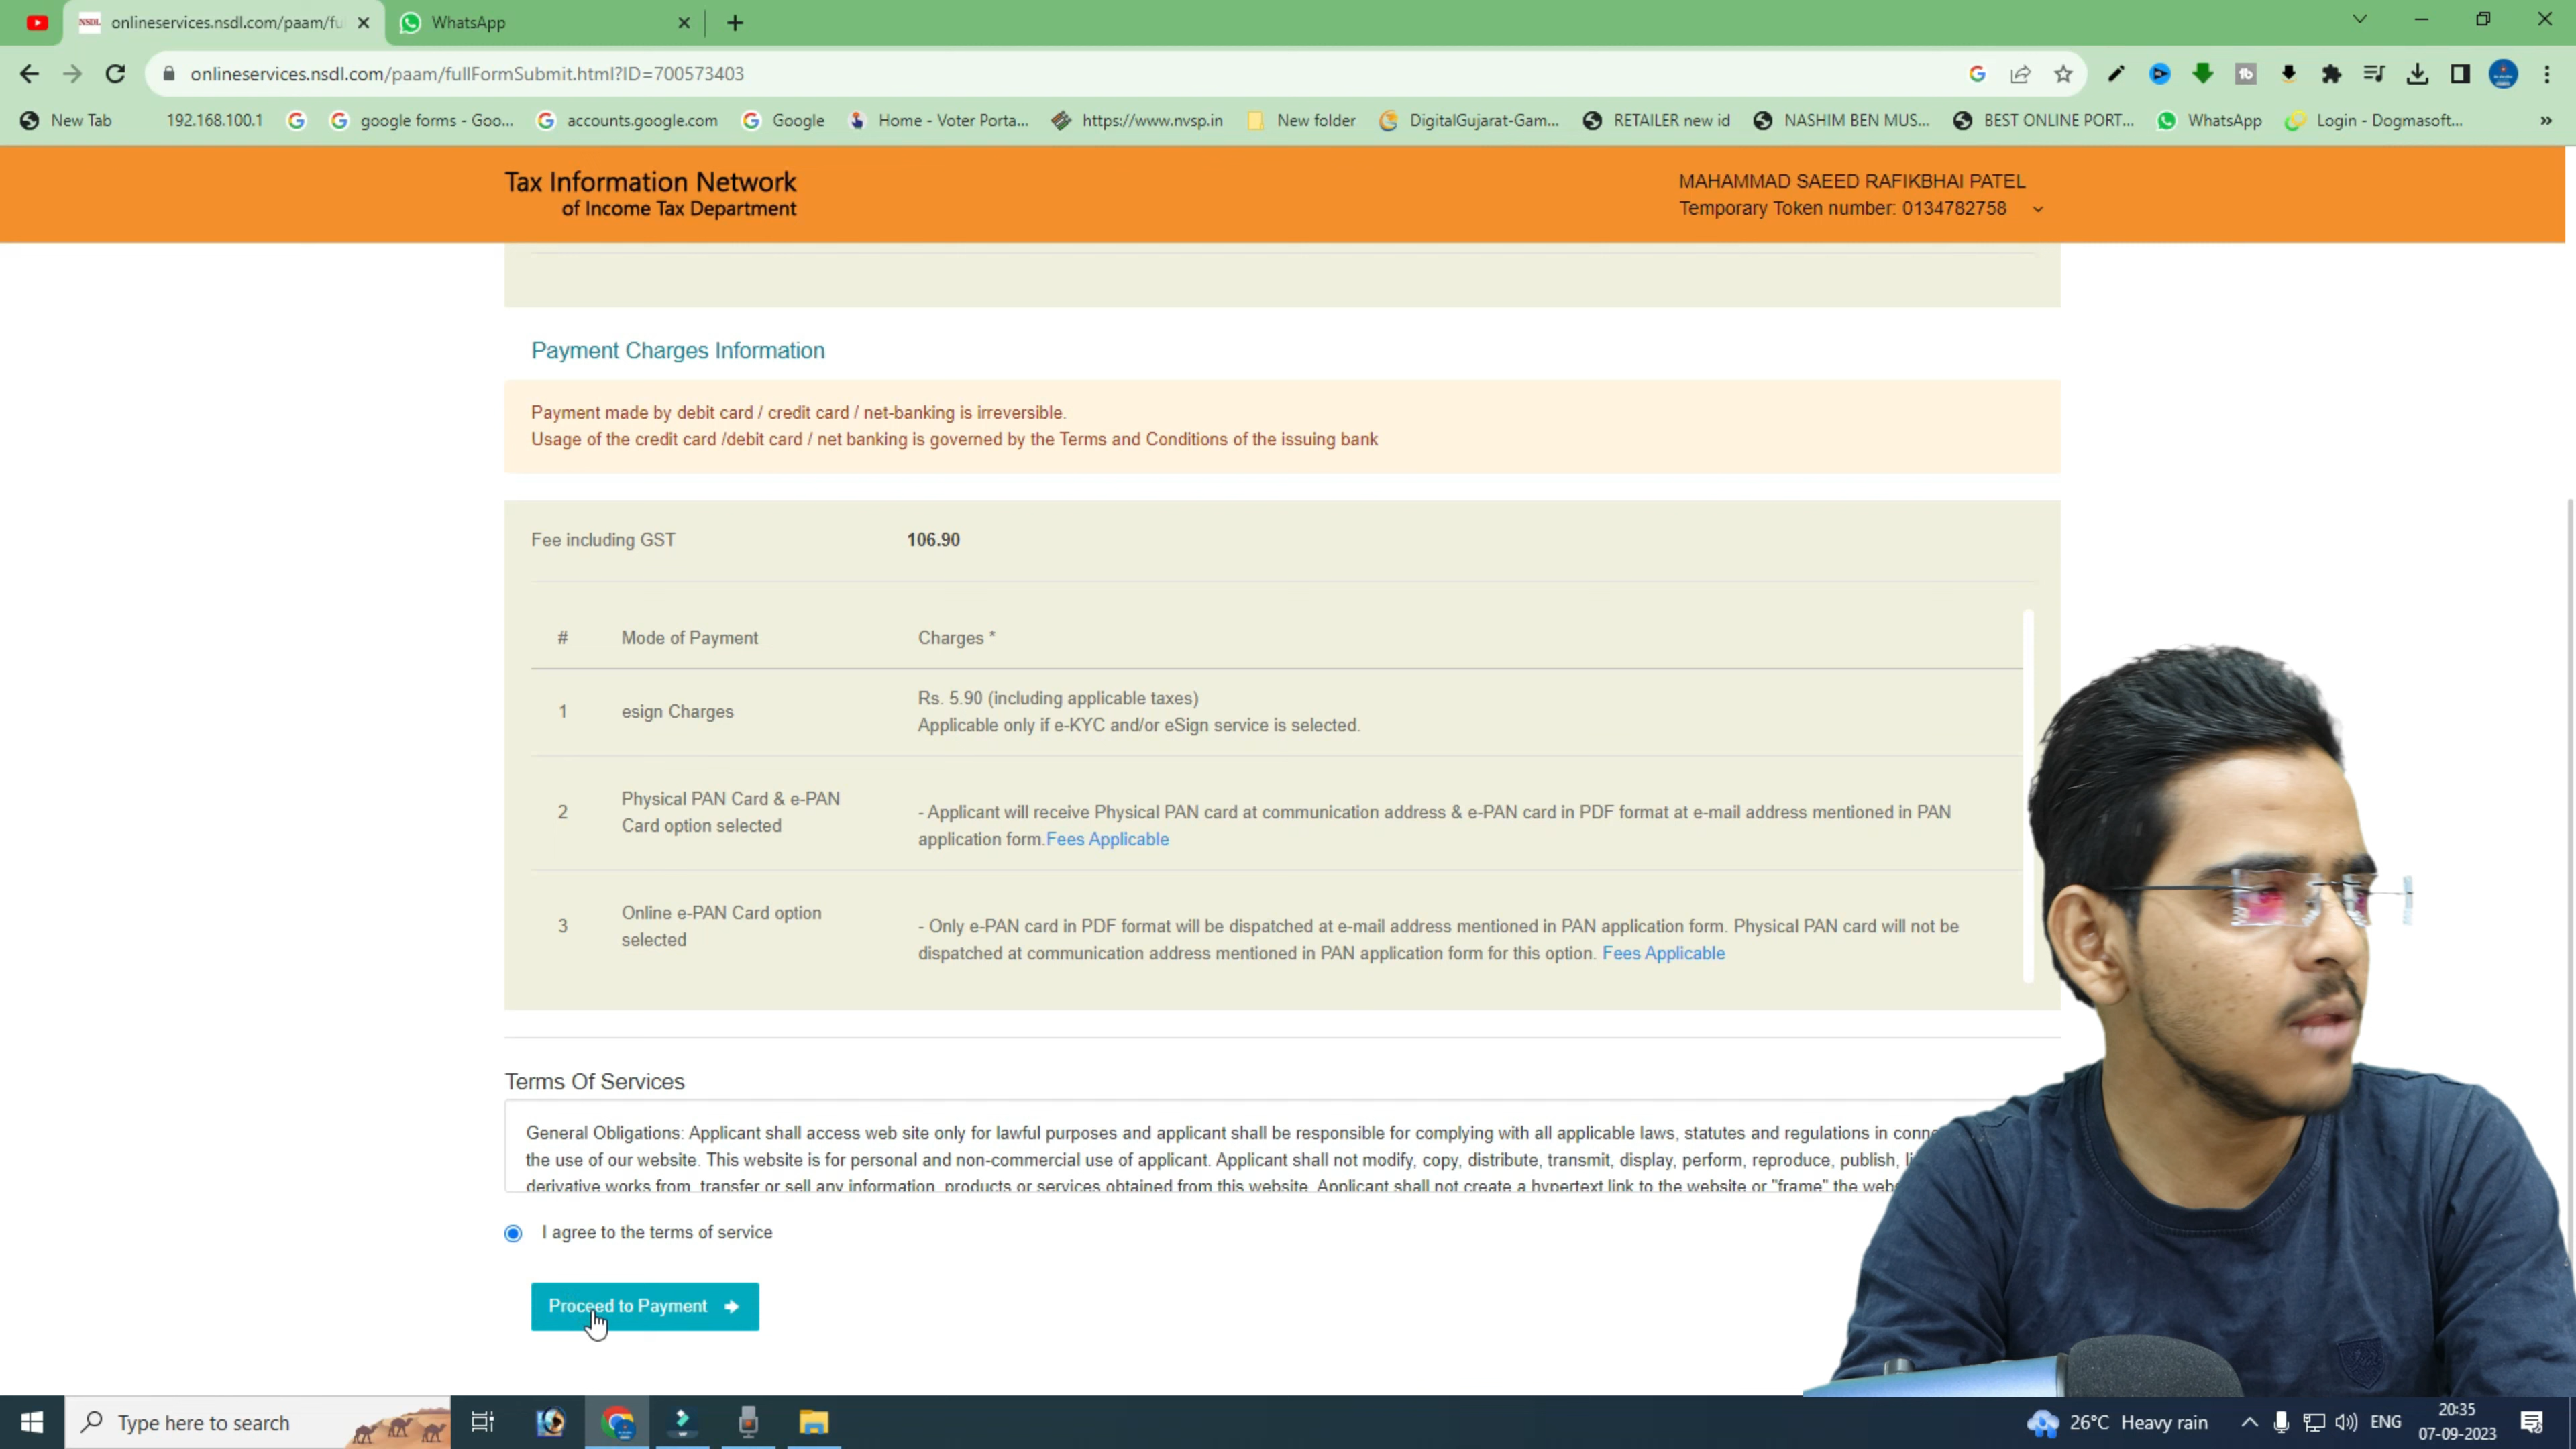 NSDL onlineservices.nsdl.com/paam/fu
WhatsApp
onlineservices.nsdl.com/paam/fullFormSubmit.html?ID=700573403
New Tab
192.168.100.1
google forms - Goo...
accounts.google.com
Google
Home - Voter Porta...
https://www.nvsp.in
New folder
DigitalGujarat-Gam...
RETAILER new id
NASHIM BEN MUS...
BEST ONLINE PORT...
WhatsApp
Login - Dogmasoft...
»
Tax Information Network
of Income Tax Department
MAHAMMAD SAEED RAFIKBHAI PATEL
Temporary Token number: 0134782758
Payment Charges Information
Payment made by debit card / credit card / net-banking is irreversible.
Usage of the credit card /debit card / net banking is governed by the Terms and Conditions of the issuing bank
Fee including GST 106.90
# Mode of Payment Charges *
1 esign Charges Rs. 5.90 (including applicable taxes)
Applicable only if e-KYC and/or eSign service is selected.
2 Physical PAN Card & e-PAN
Card option selected
- Applicant will receive Physical PAN card at communication address & e-PAN card in PDF format at e-mail address mentioned in PAN
application form.Fees Applicable
3 Online e-PAN Card option
selected
- Only e-PAN card in PDF format will be dispatched at e-mail address mentioned in PAN application form. Physical PAN card will not be
dispatched at communication address mentioned in PAN application form for this option. Fees Applicable
Terms Of Services
General Obligations: Applicant shall access web site only for lawful purposes and applicant shall be responsible for complying with all applicable laws, statutes and regulations in conn
the use of our website. This website is for personal and non-commercial use of applicant. Applicant shall not modify, copy, distribute, transmit, display, perform, reproduce, publish, li
derivative works from, transfer or sell any information, products or services obtained from this website. Applicant shall not create a hypertext link to the website or "frame" the web
I agree to the terms of service
Proceed to Payment
Type here to search
26°C Heavy rain
ENG
20:35
07-09-2023